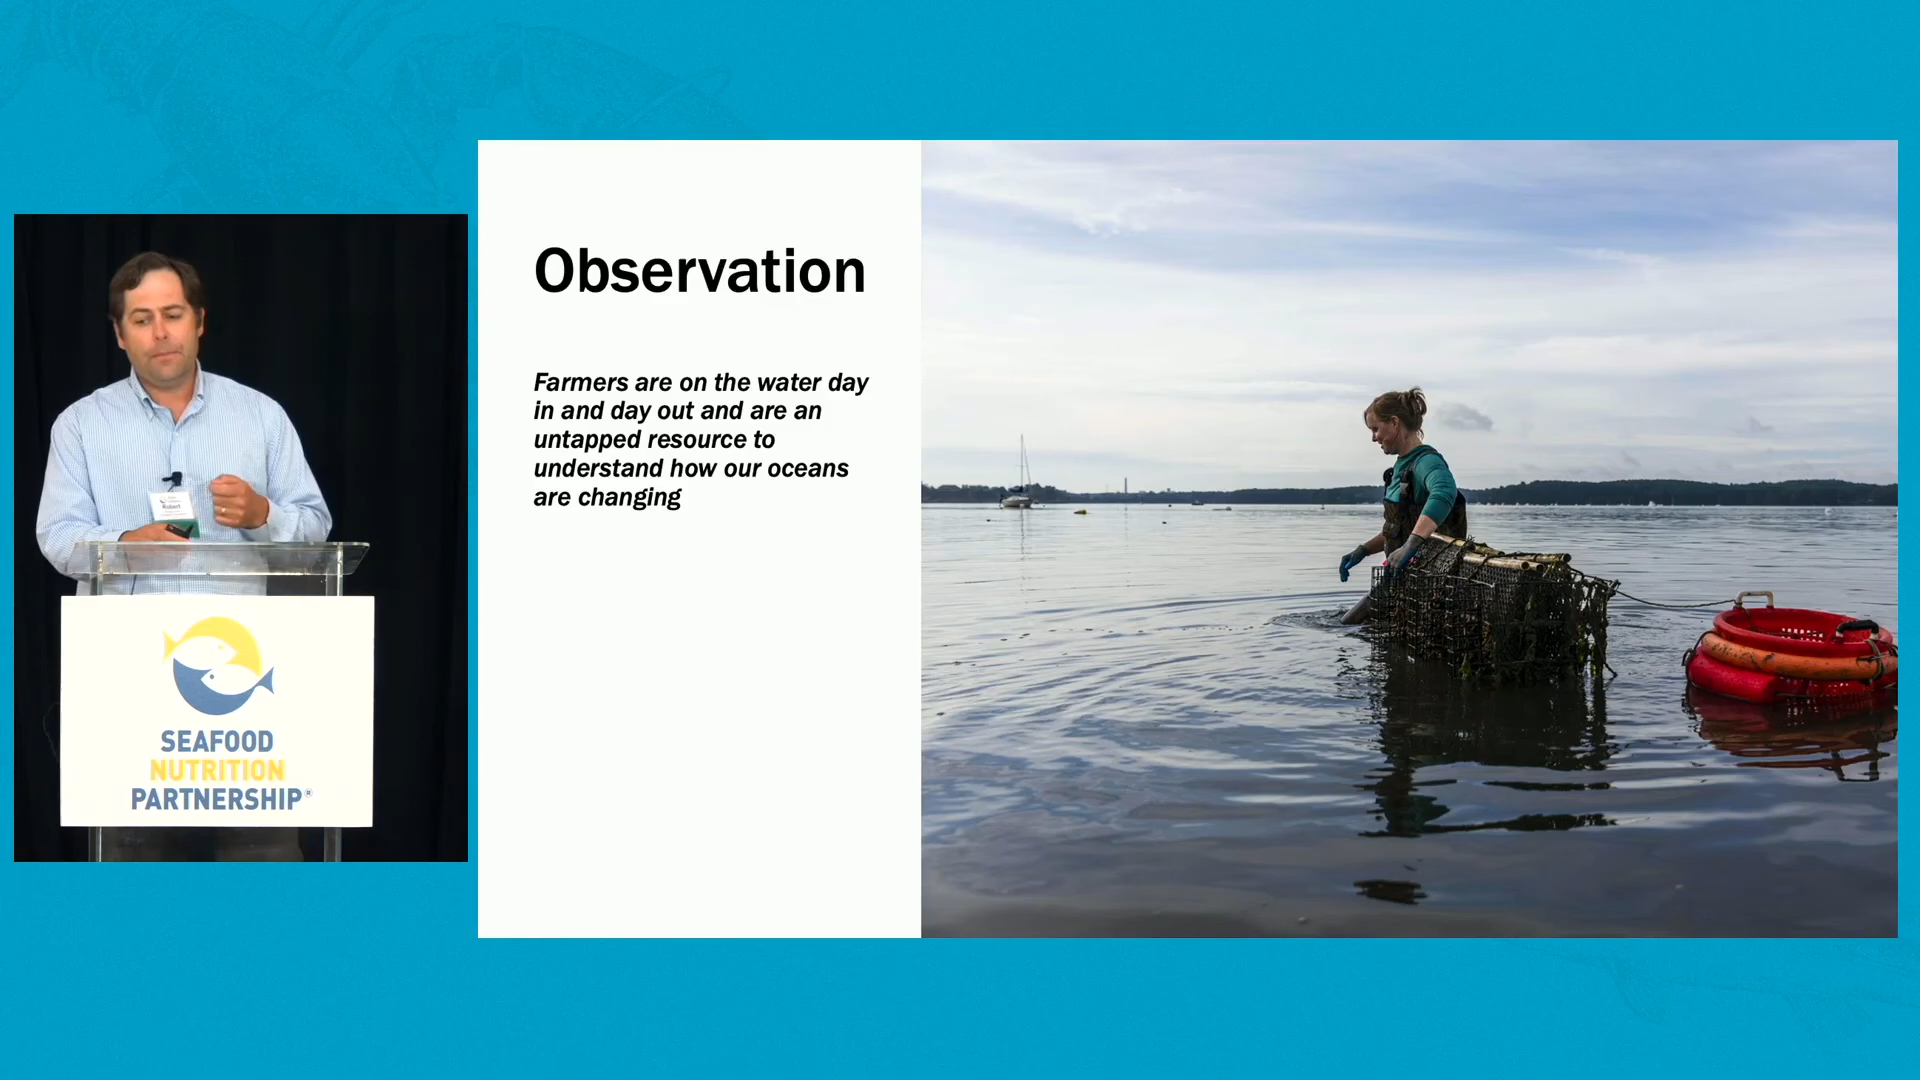 Observation
Farmers are on the water day
in and day out and are an
untapped resource to
understand how our oceans
are changing
Robert
SEAFOOD
NUTRITION
PARTNERSHIP®